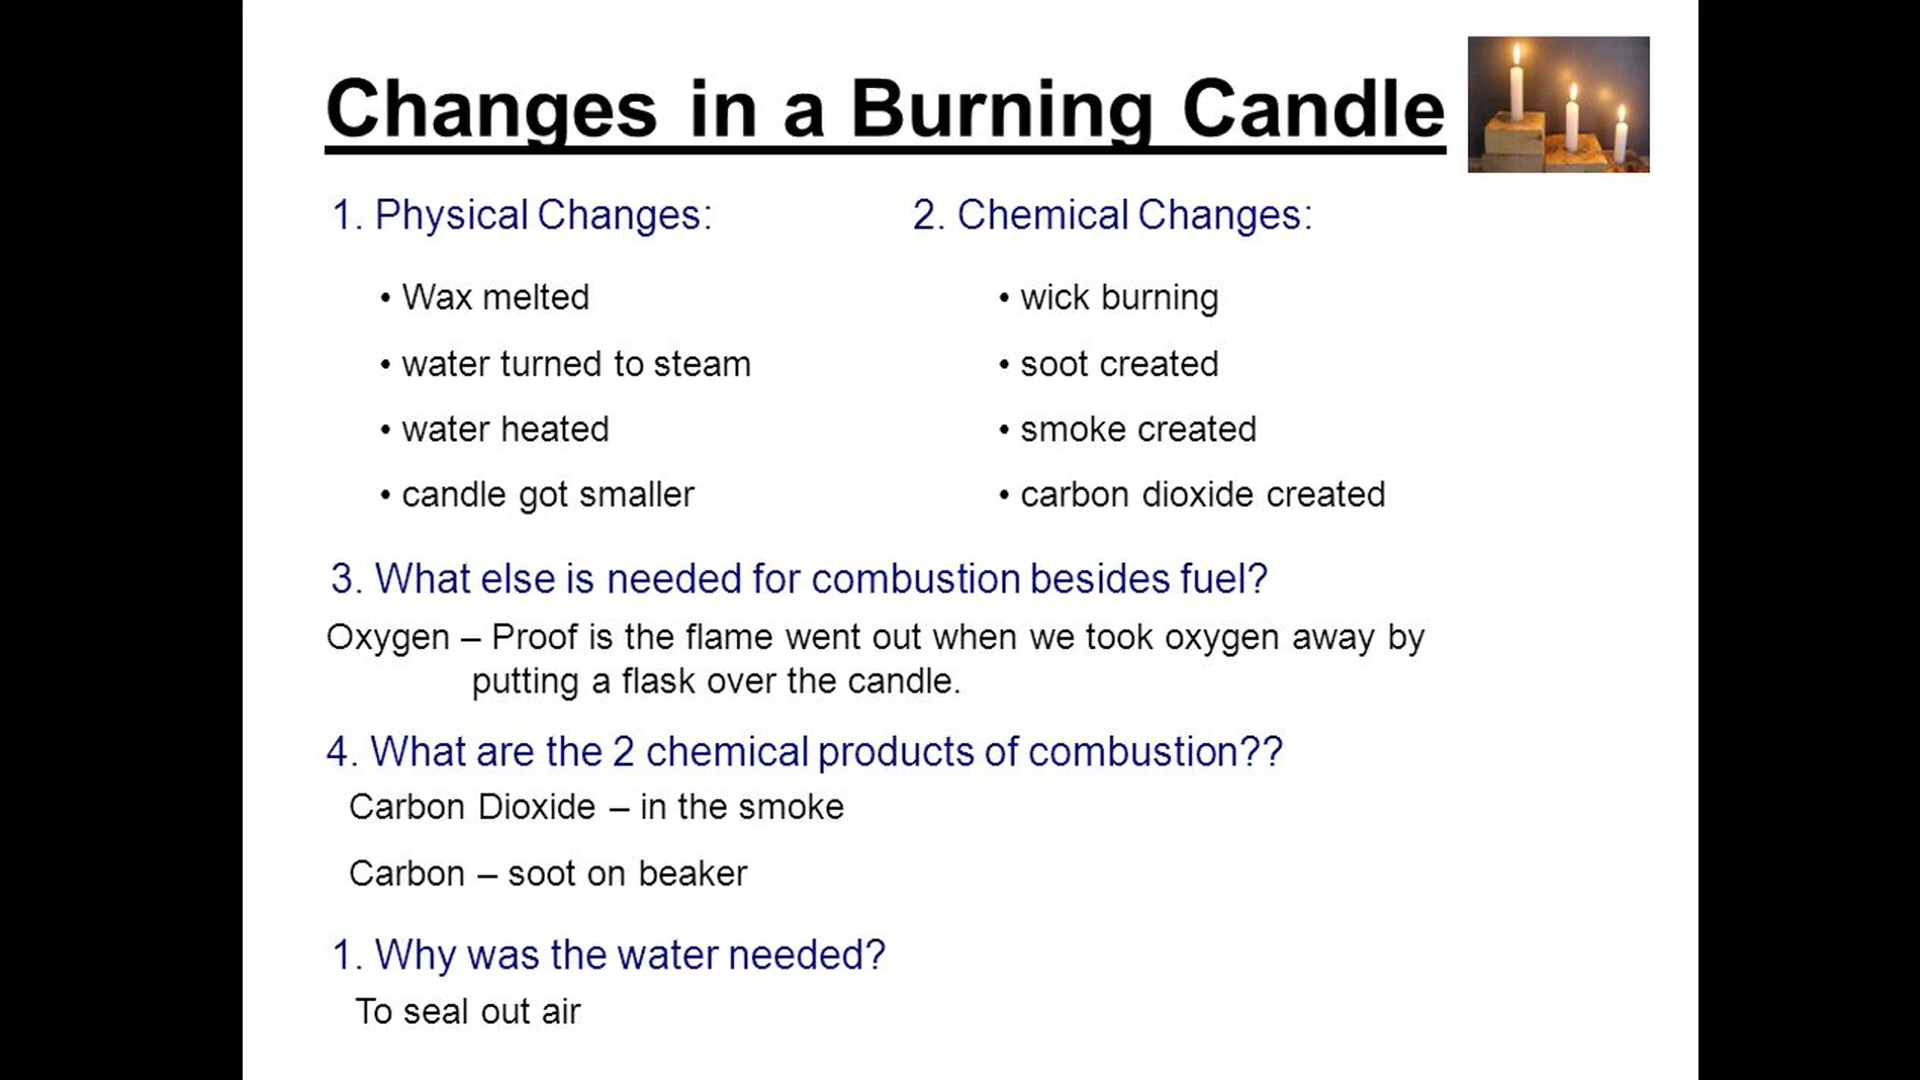 Changes in a Burning Candle
1. Physical Changes:
• Wax melted
• water turned to steam
• water heated
• candle got smaller
2. Chemical Changes:
• wick burning
• soot created
• smoke created
• carbon dioxide created
3. What else is needed for combustion besides fuel?
Oxygen – Proof is the flame went out when we took oxygen away by
putting a flask over the candle.
4. What are the 2 chemical products of combustion??
Carbon Dioxide – in the smoke
Carbon – soot on beaker
1. Why was the water needed?
To seal out air